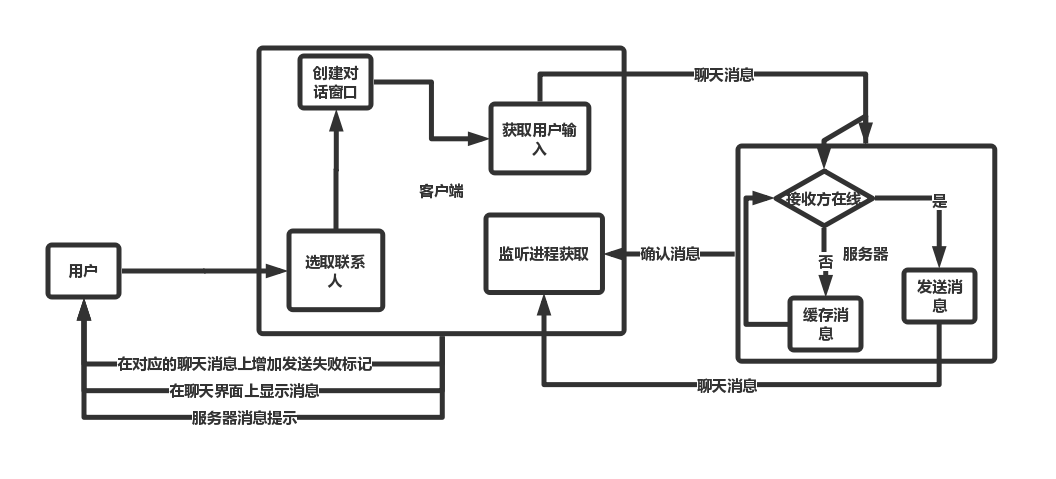 创建对
话窗口
聊天消息
获取用户输
入
客户端
接收方在线
是
用户
选取联系
人
监听进程获取
确认消息
服务器
否
发送消
息
缓存消
息
在对应的聊天消息上增加发送失败标记
在聊天界面上显示消息
聊天消息
服务器消息提示